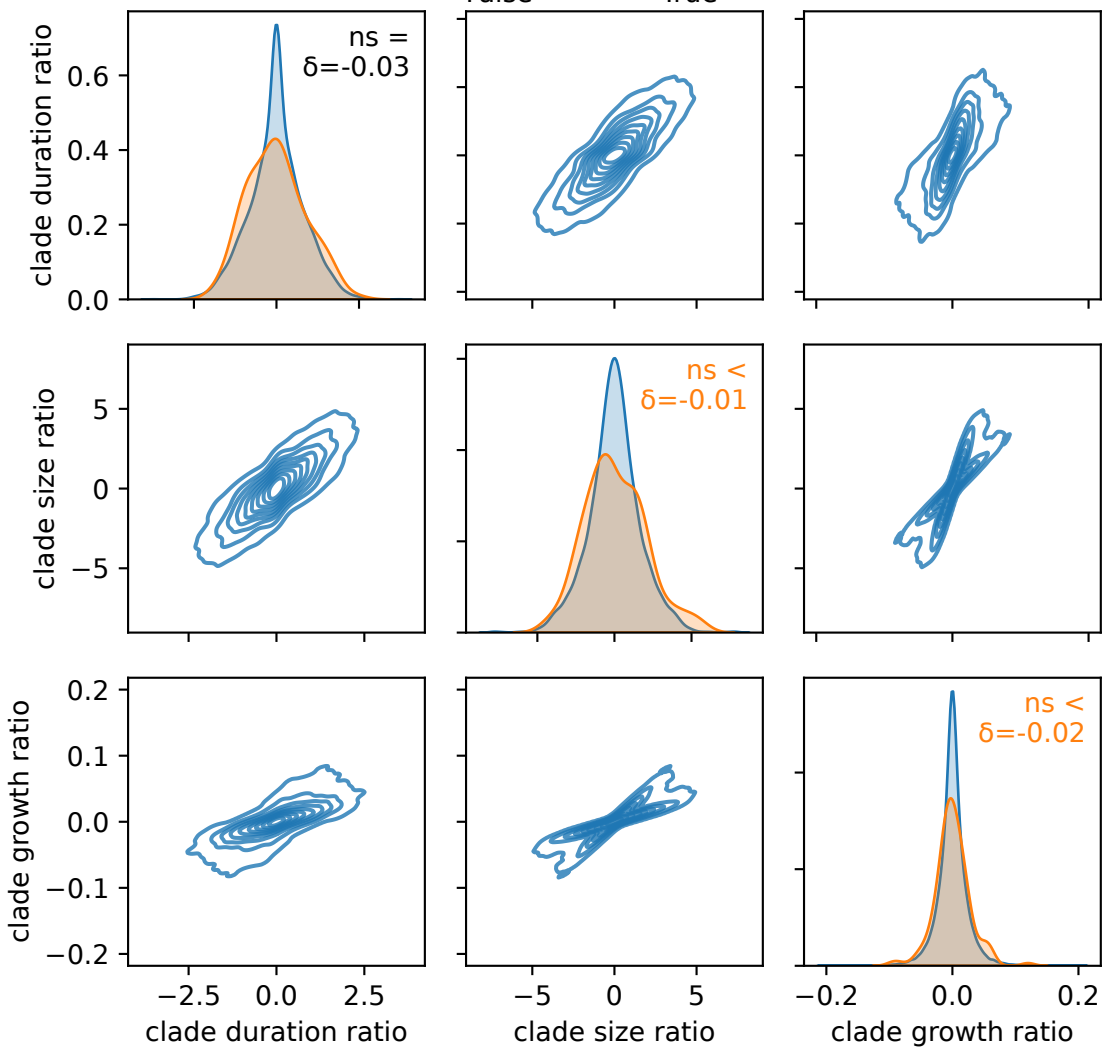 clade duration ratio
0.6
0.4
0.2
0.0
ns =
δ=-0.03
clade size ratio
5
0
−5
ns <
δ=-0.01
clade growth ratio
0.2
0.1
0.0
−0.1
−0.2
ns <
δ=-0.02
−2.5 0.0 2.5
−5 0 5
−0.2 0.0 0.2
clade duration ratio
clade size ratio
clade growth ratio